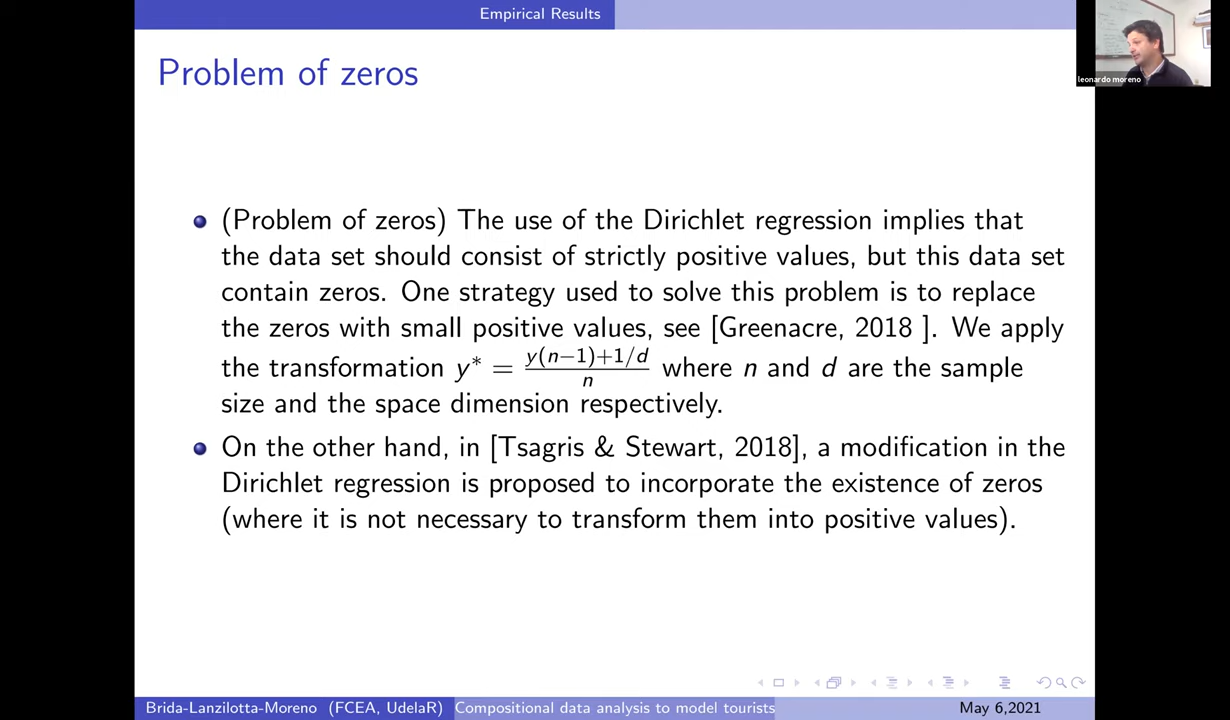 Empirical Results
leonardo moreno
Problem of zeros
(Problem of zeros) The use of the Dirichlet regression implies that
the data set should consist of strictly positive values, but this data set
contain zeros. One strategy used to solve this problem is to replace
the zeros with small positive values, see [Greenacre, 2018 ]. We apply
the transformation y* = y(n−1)+1/d / n where n and d are the sample
size and the space dimension respectively.
On the other hand, in [Tsagris & Stewart, 2018], a modification in the
Dirichlet regression is proposed to incorporate the existence of zeros
(where it is not necessary to transform them into positive values).
Brida-Lanzilotta-Moreno (FCEA, UdelaR) Compositional data analysis to model tourists May 6,2021